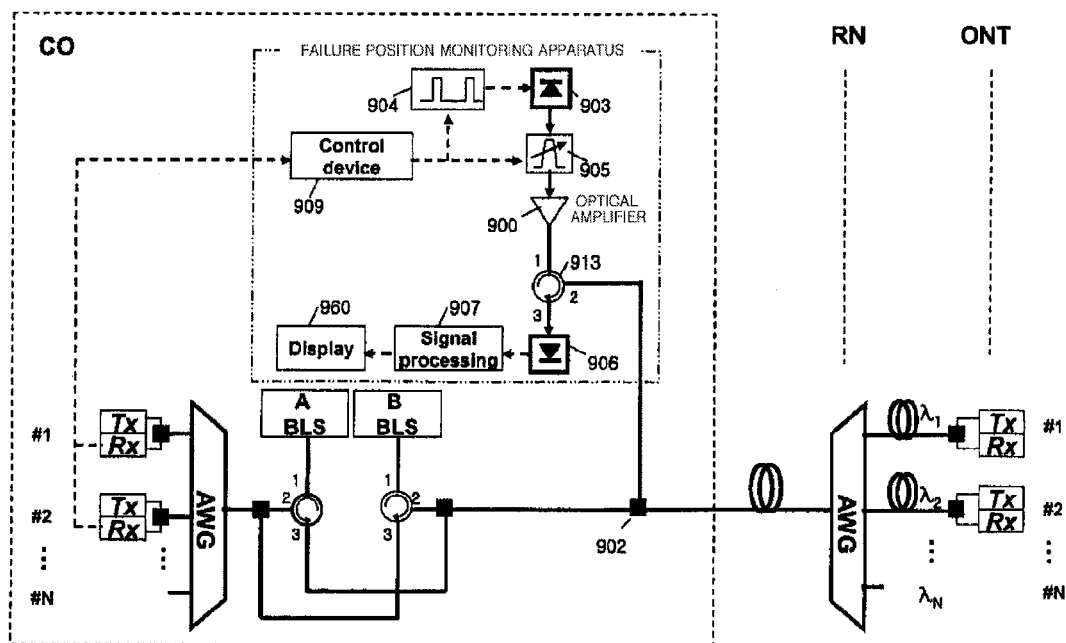 CO
RN
ONT
FAILURE POSITION MONITORING APPARATUS
904
903
Control
device
909
905
OPTICAL
AMPLIFIER
900
1
913
2
3
960
907
Display
Signal
processing
906
A
BLS
B
BLS
#1
Tx
Rx
#2
Tx
Rx
#N
AWG
1
2
3
1
2
3
902
AWG
λ1
λ2
λN
Tx
Rx
#1
Tx
Rx
#2
#N